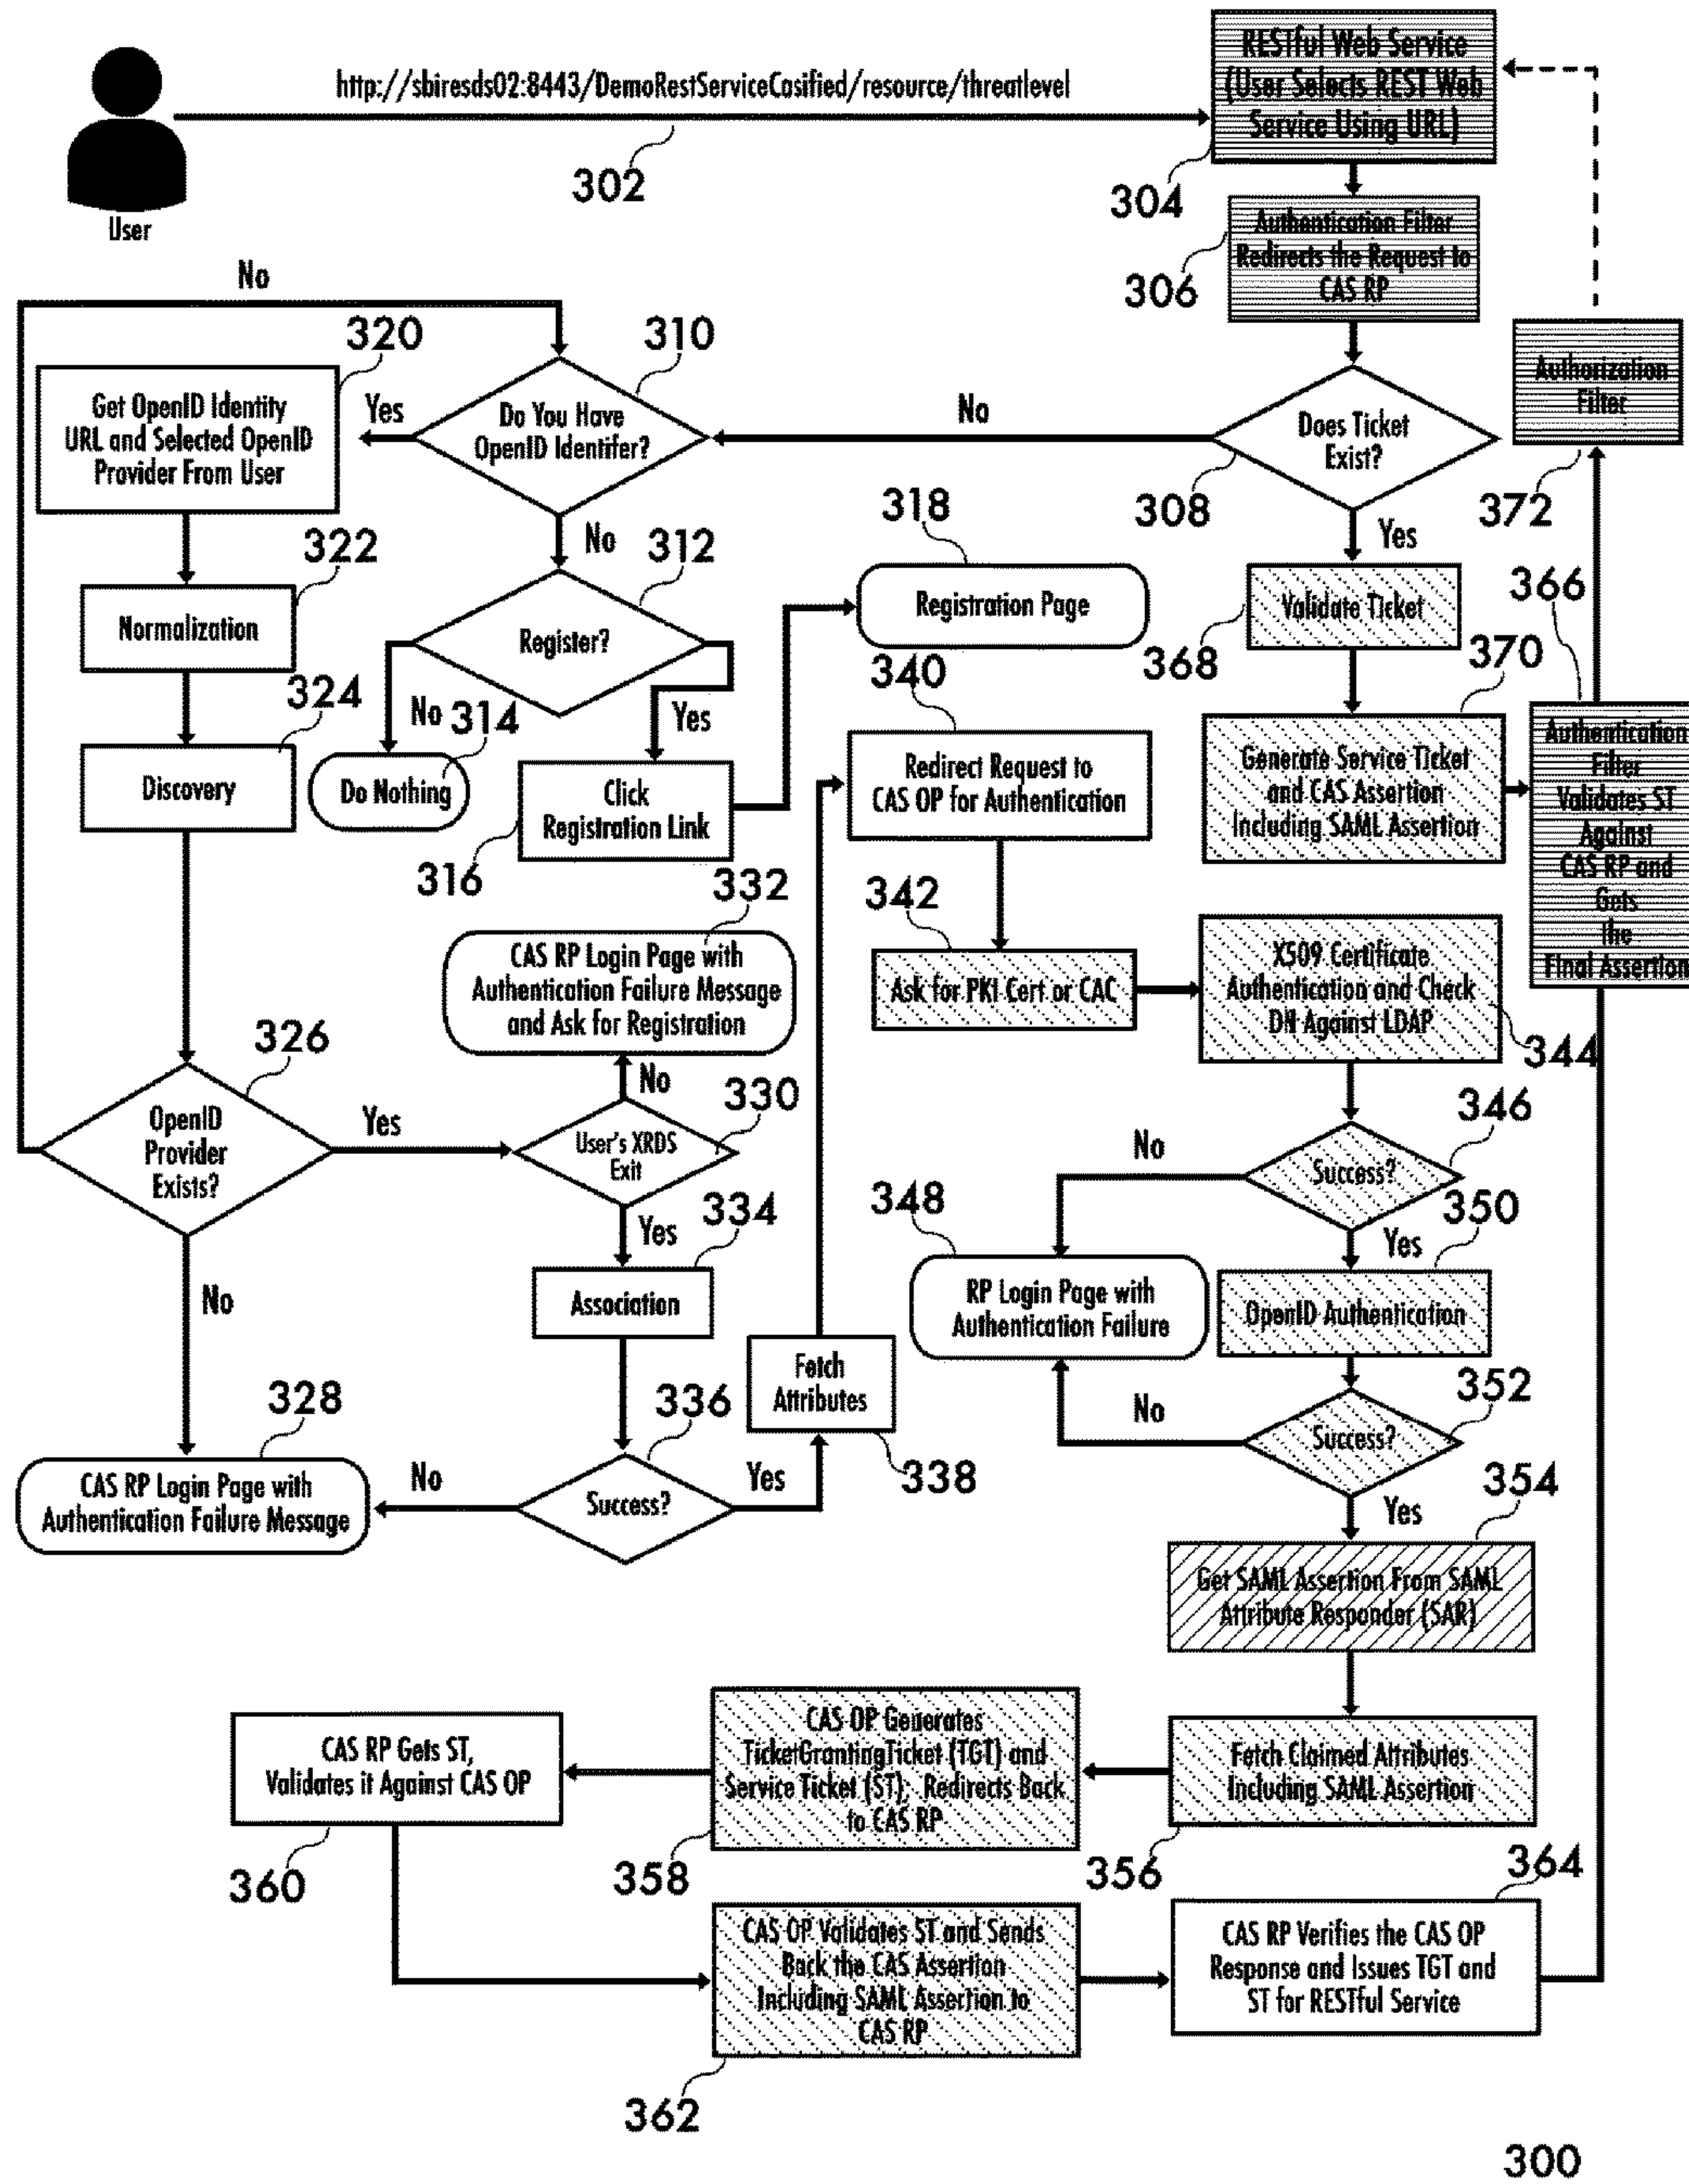 RESTful Web Service
(User Selects REST Web
Service Using URL)
http://sbiresds02:8443/DemoRestServiceCasified/resource/threatlevel
302
304
User
Authentication Filter
Redirects the Request to
CAS RP
306
No
320
310
Get OpenID Identity
URL and Selected OpenID
Provider From User
Yes
Do You Have
OpenID Identifer?
No
Does Ticket
Exist?
308
Authorization
Filter
372
318
No
312
Yes
322
Normalization
Register?
Registration Page
Validate Ticket
368
366
340
370
324
No
314
Yes
Discovery
Do Nothing
Click
Registration Link
316
Redirect Request to
CAS OP for Authentication
Generate Service Ticket
and CAS Assertion
Including SAML Assertion
Authentication
Filter
Validates ST
Against
CAS RP and
Gets
the
Final Assertion
332
342
CAS RP Login Page with
Authentication Failure Message
and Ask for Registration
Ask for PKI Cert or CAC
X509 Certificate
Authentication and Check
DN Against LDAP
344
326
No
330
346
OpenID
Provider
Exists?
Yes
User's XRDS
Exit
No
Success?
334
348
350
Yes
Yes
No
Association
RP Login Page with
Authentication Failure
OpenID Authentication
Fetch
Attributes
328
336
338
No
352
Success?
CAS RP Login Page with
Authentication Failure Message
No
Success?
Yes
354
Yes
Get SAML Assertion From SAML
Attribute Responder (SAR)
CAS RP Gets ST,
Validates it Against CAS OP
360
CAS OP Generates
TicketGrantingTicket (TGT) and
Service Ticket (ST); Redirects Back
to CAS RP
358
Fetch Claimed Attributes
Including SAML Assertion
356
364
CAS OP Validates ST and Sends
Back the CAS Assertion
Including SAML Assertion to
CAS RP
362
CAS RP Verifies the CAS OP
Response and Issues TGT and
ST for RESTful Service
300